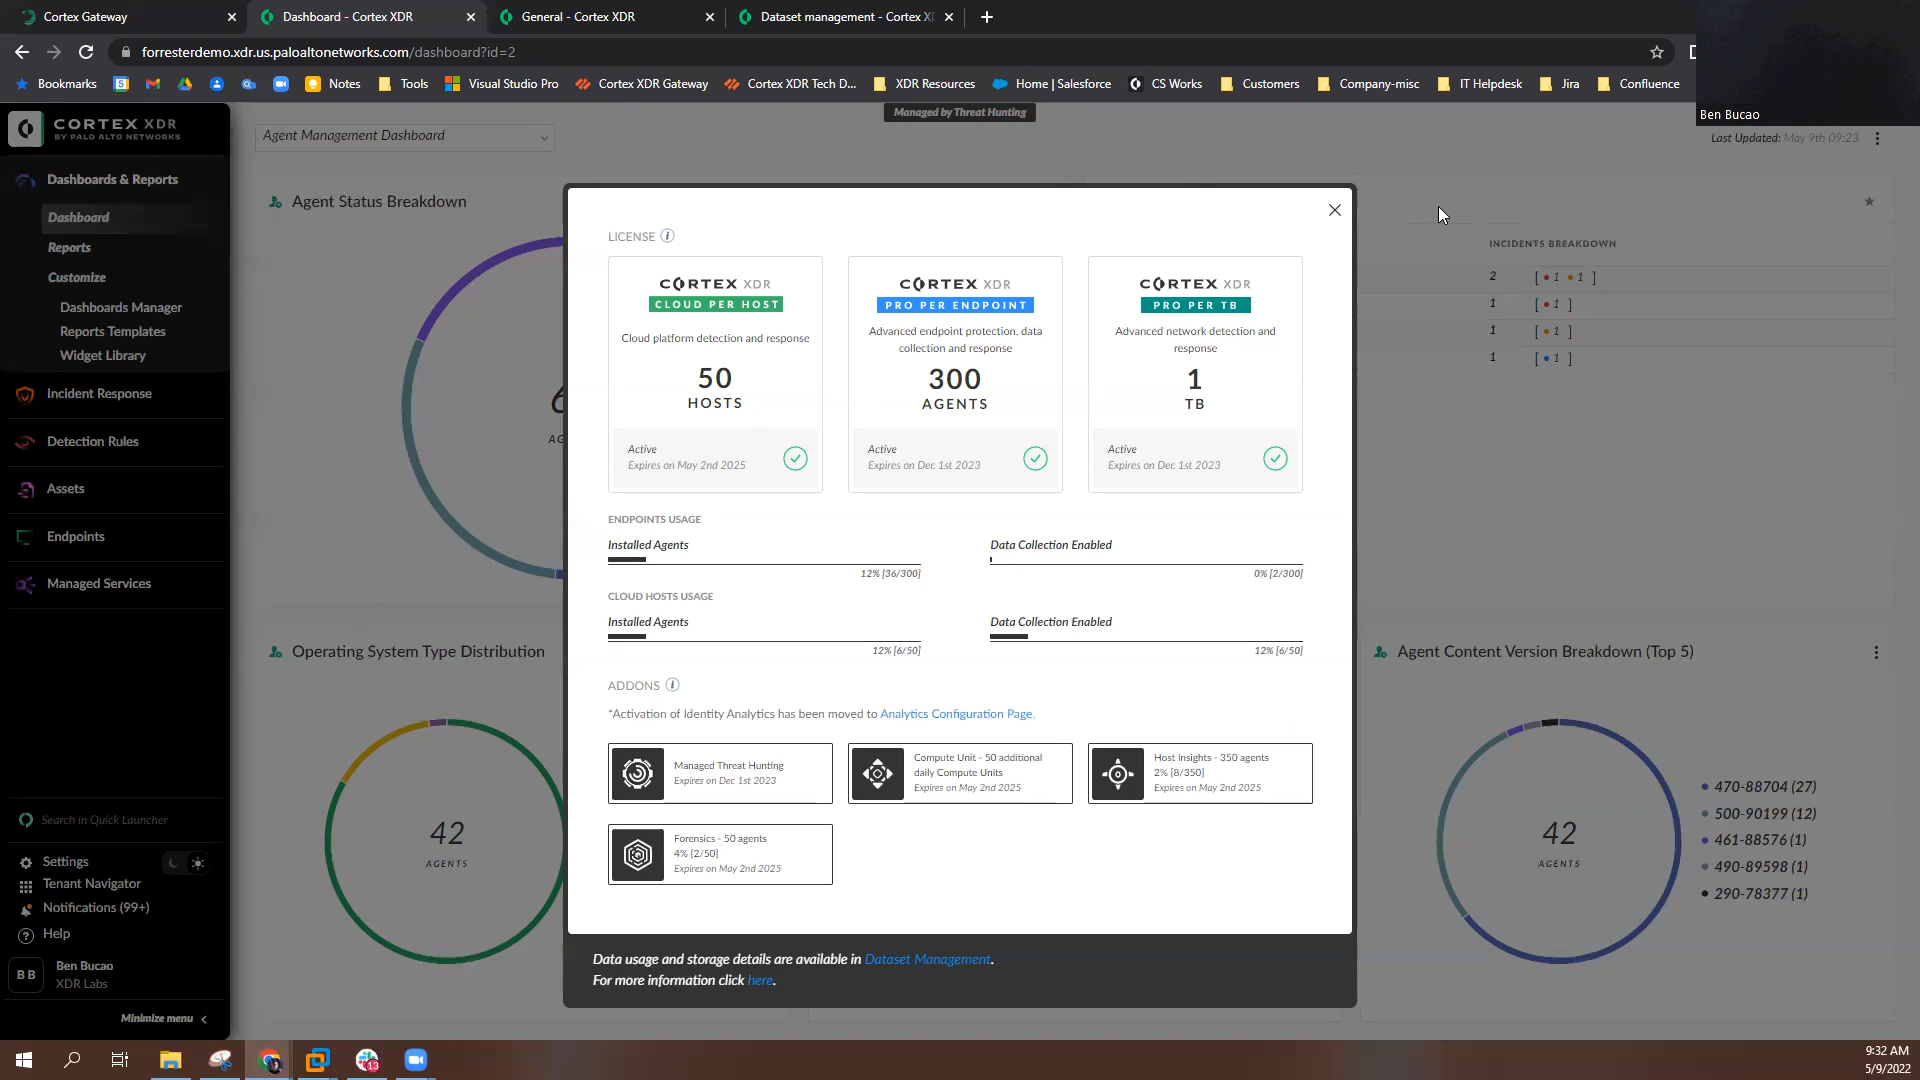 Cortex Gateway
Dashboard - Cortex XDR
General - Cortex XDR
Dataset management - Cortex X
forresterdemo.xdr.us.paloaltonetworks.com/dashboard?id=2
Bookmarks
Notes
Tools
Visual Studio Pro
Cortex XDR Gateway
Cortex XDR Tech D...
XDR Resources
Home | Salesforce
CS Works
Customers
Company-misc
IT Helpdesk
Jira
Confluence
Ben Bucao
CORTEX XDR
BY PALO ALTO NETWORKS
Managed by Threat Hunting
Agent Management Dashboard
Last Updated: May 9th 09:23
Dashboards & Reports
Dashboard
Reports
Customize
Dashboards Manager
Reports Templates
Widget Library
Incident Response
Detection Rules
Assets
Endpoints
Managed Services
Search in Quick Launcher
Settings
Tenant Navigator
Notifications (99+)
Help
BB
Ben Bucao
XDR Labs
Minimize menu
Agent Status Breakdown
INCIDENTS BREAKDOWN
2 [ • 1 • 1 ]
1 [ • 1 ]
1 [ • 1 ]
1 [ • 1 ]
LICENSE
CORTEX XDR
CLOUD PER HOST
Cloud platform detection and response
50
HOSTS
Active
Expires on May 2nd 2025
CORTEX XDR
PRO PER ENDPOINT
Advanced endpoint protection, data
collection and response
300
AGENTS
Active
Expires on Dec 1st 2023
CORTEX XDR
PRO PER TB
Advanced network detection and
response
1
TB
Active
Expires on Dec 1st 2023
ENDPOINTS USAGE
Installed Agents
12% [36/300]
Data Collection Enabled
0% [2/300]
CLOUD HOSTS USAGE
Installed Agents
12% [6/50]
Data Collection Enabled
12% [6/50]
ADDONS
*Activation of Identity Analytics has been moved to Analytics Configuration Page.
Managed Threat Hunting
Expires on Dec 1st 2023
Compute Unit - 50 additional
daily Compute Units
Expires on May 2nd 2025
Host Insights - 350 agents
2% [8/350]
Expires on May 2nd 2025
Forensics - 50 agents
4% [2/50]
Expires on May 2nd 2025
Data usage and storage details are available in Dataset Management.
For more information click here.
Operating System Type Distribution
42
AGENTS
Agent Content Version Breakdown (Top 5)
42
AGENTS
470-88704 (27)
500-90199 (12)
461-88576 (1)
490-89598 (1)
290-78377 (1)
13
9:32 AM
5/9/2022